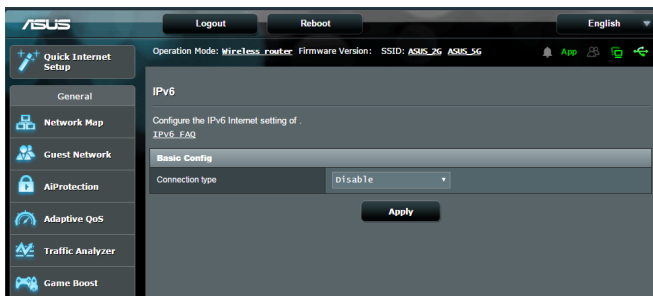 ASUS
Logout
Reboot
English
Quick Internet
Setup
Operation Mode: Wireless router Firmware Version: SSID: ASUS_2G ASUS_5G
App
General
Network Map
Guest Network
AiProtection
Adaptive QoS
Traffic Analyzer
Game Boost
IPv6
Configure the IPv6 Internet setting of .
IPv6 FAQ
Basic Config
Connection type
Disable
Apply